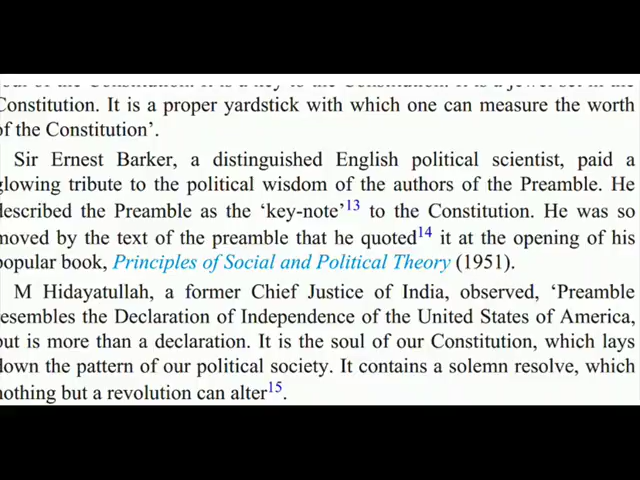 Constitution. It is a proper yardstick with which one can measure the worth
of the Constitution’.
Sir Ernest Barker, a distinguished English political scientist, paid a
glowing tribute to the political wisdom of the authors of the Preamble. He
described the Preamble as the ‘key-note’13 to the Constitution. He was so
moved by the text of the preamble that he quoted14 it at the opening of his
popular book, Principles of Social and Political Theory (1951).
M Hidayatullah, a former Chief Justice of India, observed, ‘Preamble
resembles the Declaration of Independence of the United States of America,
but is more than a declaration. It is the soul of our Constitution, which lays
down the pattern of our political society. It contains a solemn resolve, which
nothing but a revolution can alter15.